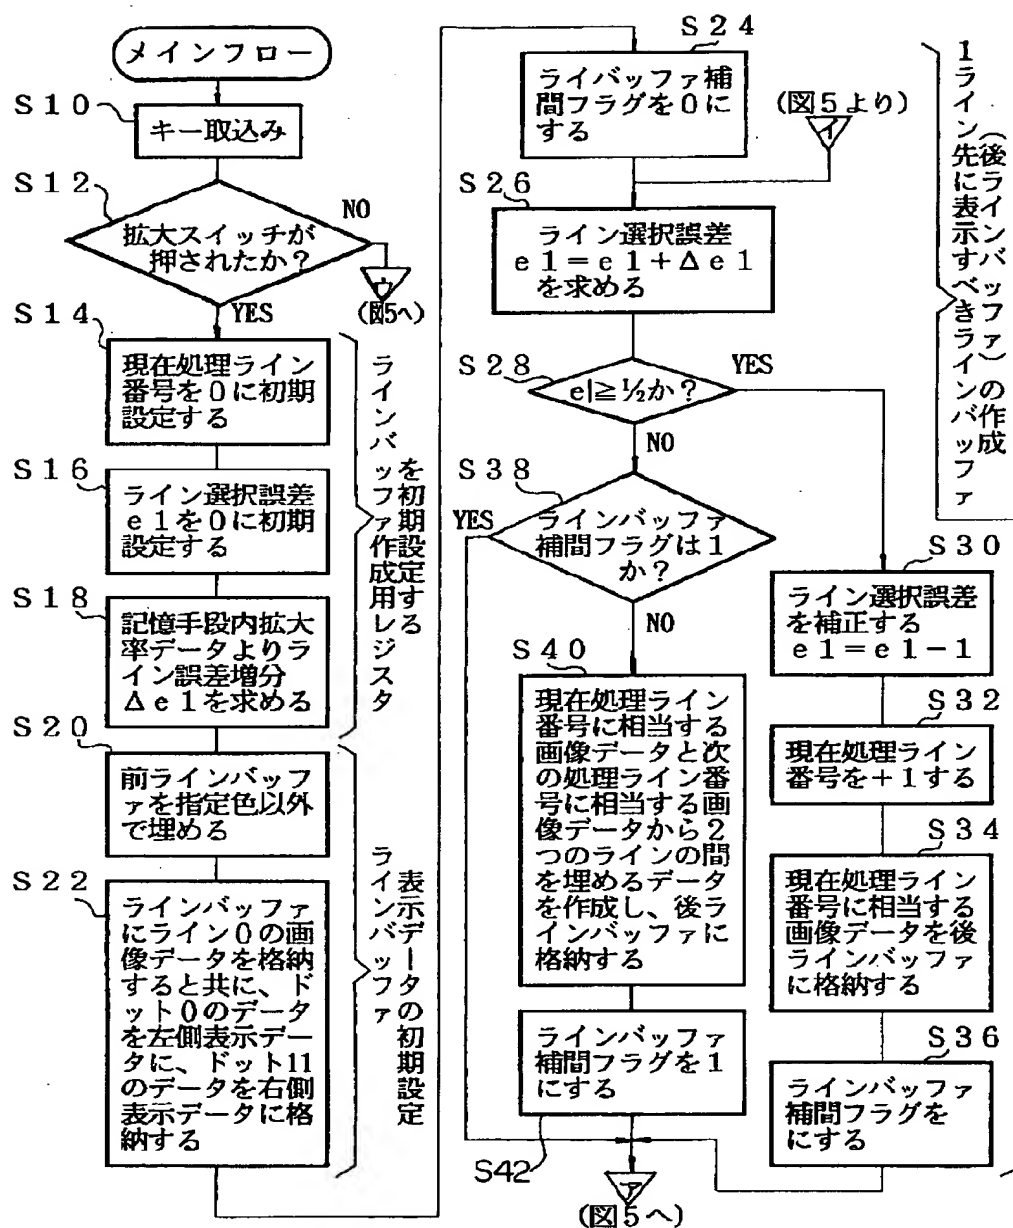 メインフロー
S10
キー取込み
S12
拡大スイッチが
押されたか?
NO
ウ
(図5へ)
YES
S14
現在処理ライン
番号を0に初期
設定する
S16
ライン選択誤差
e1を0に初期
設定する
S18
記憶手段内拡大
率データよりラ
イン誤差増分
Δe1を求める
ラインバッファ作成用レジスタ
を初期設定する
S20
前ラインバッフ
ァを指定色以外
で埋める
S22
ラインバッファ
にライン0の画
像データを格納
すると共に、ド
ット0のデータ
を左側表示デー
タに、ドット11
のデータを右側
表示データに格
納する
ラインバッファ
表示データの初期設定
S24
ライバッファ補
間フラグを0に
する
(図5より)
イ
S26
ライン選択誤差
e1=e1+Δe1
を求める
S28
el≧½か?
YES
NO
S38
ラインバッファ
補間フラグは1
か?
YES
NO
S40
現在処理ライン
番号に相当する
画像データと次
の処理ライン番
号に相当する画
像データから2
つのラインの間
を埋めるデータ
を作成し、後ラ
インバッファに
格納する
ラインバッファ
補間フラグを1
にする
S42
ア
(図5へ)
S30
ライン選択誤差
を補正する
e1=e1-1
S32
現在処理ライン
番号を+1する
S34
現在処理ライン
番号に相当する
画像データを後
ラインバッファ
に格納する
S36
ラインバッファ
補間フラグを
にする
1ライン先に表示すべきラインバッファ
(後ラインバッファ)の作成